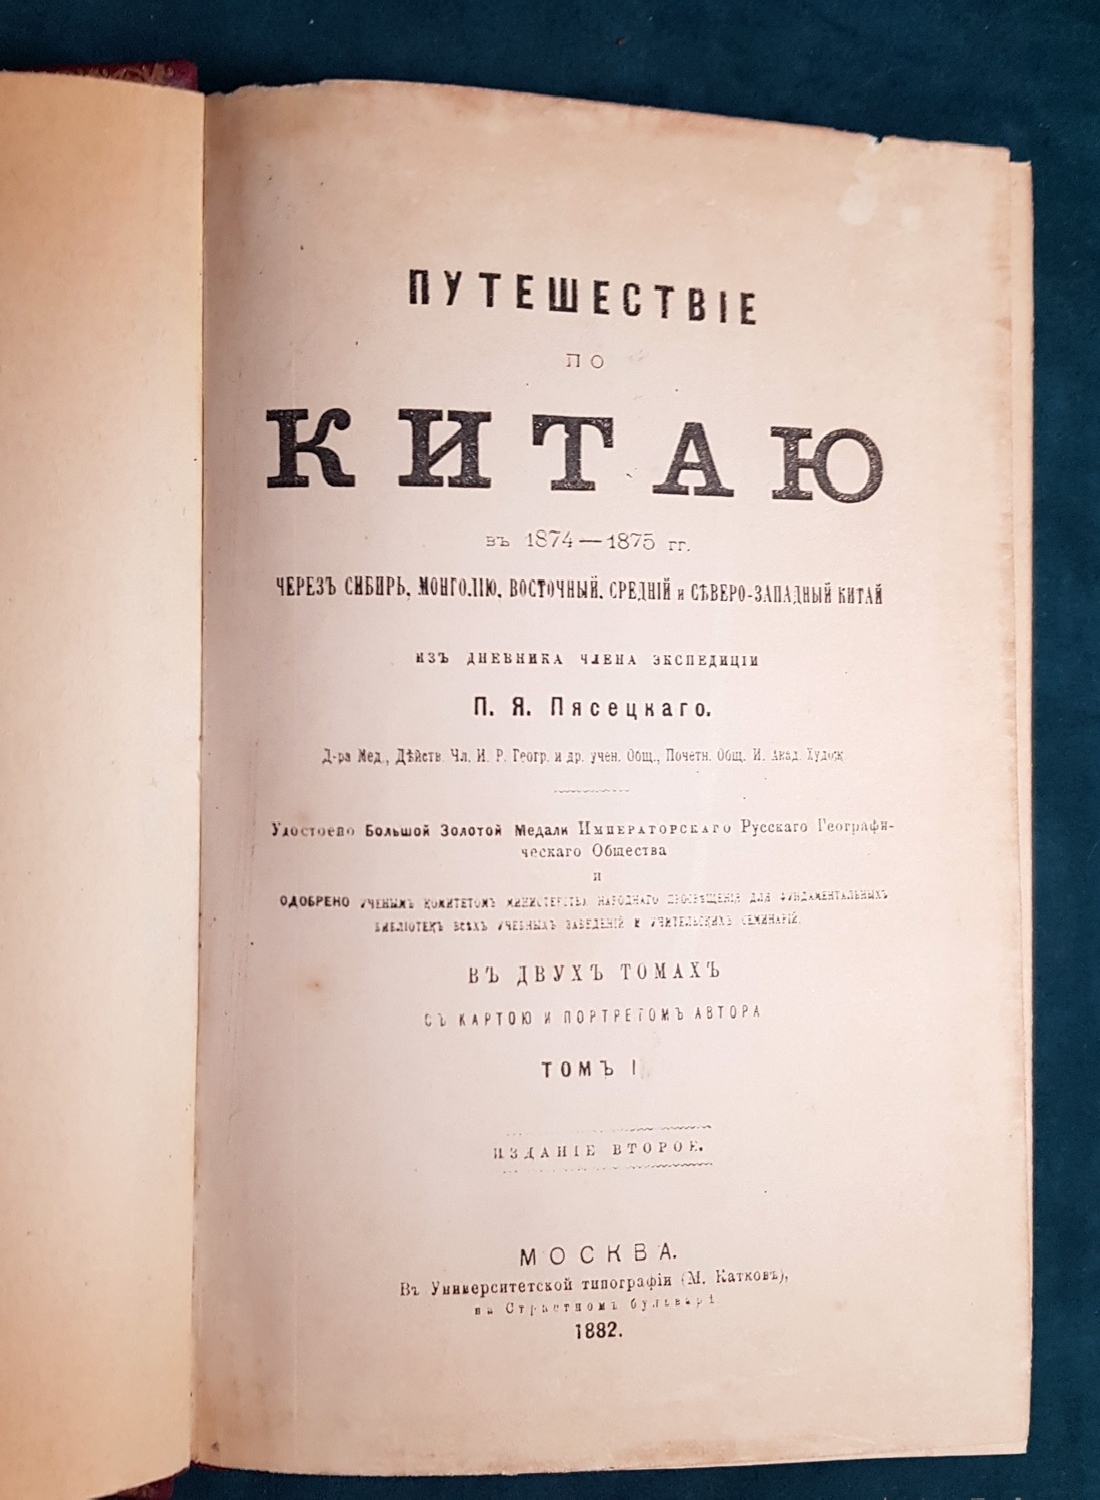 ПУТЕШЕСТВІЕ
ПО
КИТАЮ
въ 1874—1875 гг.
ЧЕРЕЗЪ СИБИРЬ, МОНГОЛІЮ, ВОСТОЧНЫЙ, СРЕДНІЙ и СѢВЕРО-ЗАПАДНЫЙ КИТАЙ
ИЗЪ ДНЕВНИКА ЧЛЕНА ЭКСПЕДИЦІИ
П. Я. Пясецкаго.
Д-ра Мед., Дѣйств. Чл. И. Р. Геогр. и др. учен. Общ., Почетн. Общ. И. Акад. Худож.
Удостоено Большой Золотой Медали Императорскаго Русскаго Географи-
ческаго Общества
и
ОДОБРЕНО УЧЕНЫМЪ КОМИТЕТОМЪ МИНИСТЕРСТВА НАРОДНАГО ПРОСВѢЩЕНІЯ ДЛЯ ФУНДАМЕНТАЛЬНЫХЪ
БИБЛІОТЕКЪ ВСѢХЪ УЧЕБНЫХЪ ЗАВЕДЕНІЙ И УЧИТЕЛЬСКИХЪ СЕМИНАРІЙ.
ВЪ ДВУХЪ ТОМАХЪ
СЪ КАРТОЮ И ПОРТРЕТОМЪ АВТОРА
ТОМЪ I
ИЗДАНІЕ ВТОРОЕ.
МОСКВА.
Въ Университетской типографіи (М. Катковъ),
на Страстномъ бульварѣ
1882.